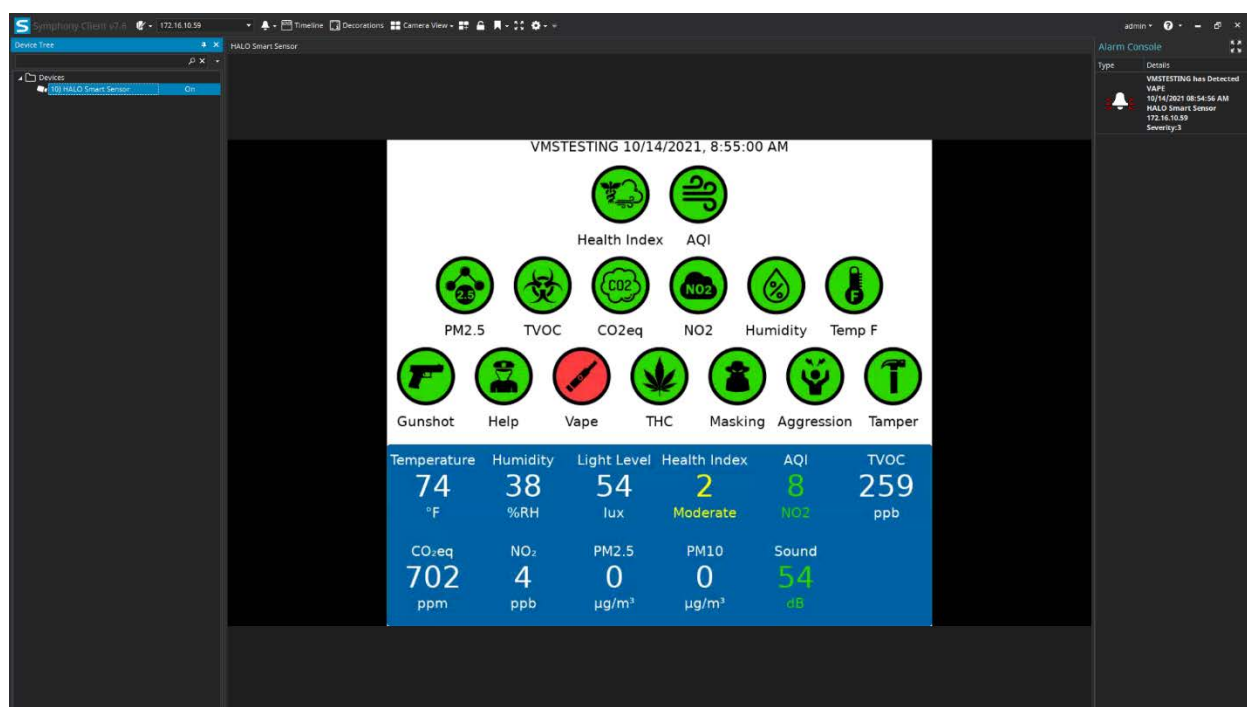 Symphony Client v7.6 172.16.10.59 Timeline Decorations Camera View admin
Device Tree
Devices
10) HALO Smart Sensor On
HALO Smart Sensor
VMSTESTING 10/14/2021, 8:55:00 AM
Health Index AQI
2.5 CO2 NO2 % F
PM2.5 TVOC CO2eq NO2 Humidity Temp F
Gunshot Help Vape THC Masking Aggression Tamper
Temperature Humidity Light Level Health Index AQI TVOC
74 38 54 2 8 259
°F %RH lux Moderate NO2 ppb
CO₂eq NO₂ PM2.5 PM10 Sound
702 4 0 0 54
ppm ppb µg/m³ µg/m³ dB
Alarm Console
Type Details
VMSTESTING has Detected
VAPE
10/14/2021 08:54:56 AM
HALO Smart Sensor
172.16.10.59
Severity:3